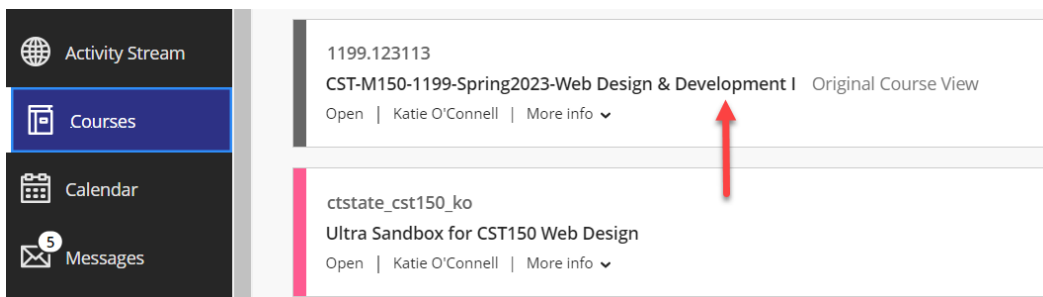 Activity Stream
Courses
Calendar
5
Messages
1199.123113
CST-M150-1199-Spring2023-Web Design & Development I Original Course View
Open | Katie O'Connell | More info
ctstate_cst150_ko
Ultra Sandbox for CST150 Web Design
Open | Katie O'Connell | More info